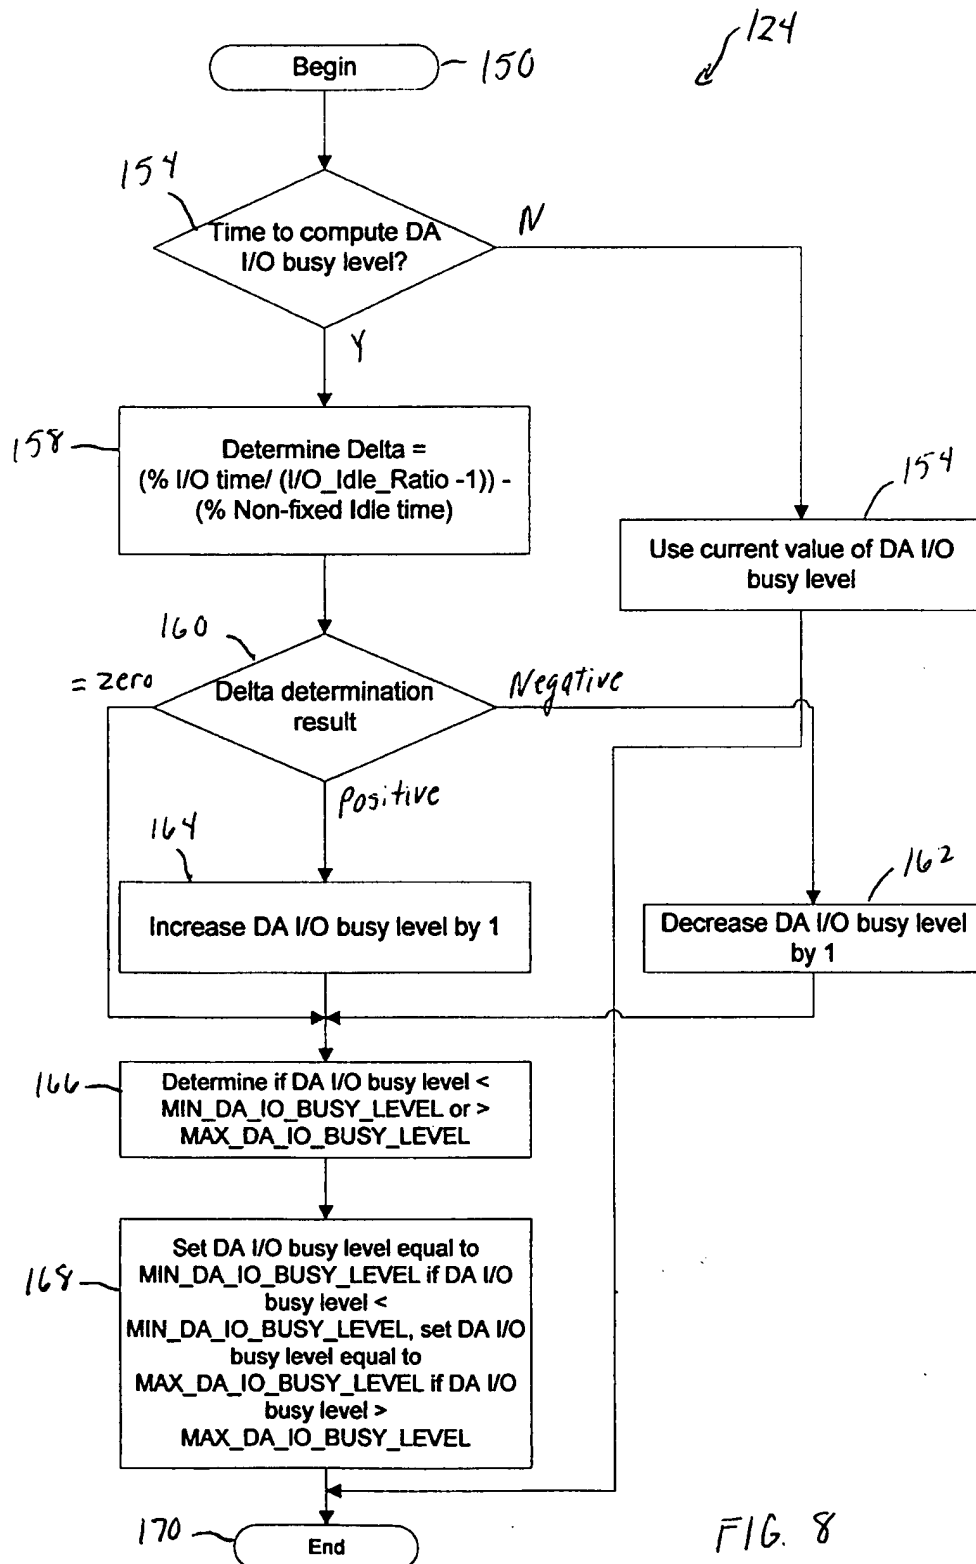 124
Begin
150
154
Time to compute DA
I/O busy level?
N
Y
158
Determine Delta =
(% I/O time/ (I/O_Idle_Ratio -1)) -
(% Non-fixed Idle time)
154
Use current value of DA I/O
busy level
160
= zero
Delta determination
result
Negative
Positive
164
Increase DA I/O busy level by 1
162
Decrease DA I/O busy level
by 1
166
Determine if DA I/O busy level <
MIN_DA_IO_BUSY_LEVEL or >
MAX_DA_IO_BUSY_LEVEL
168
Set DA I/O busy level equal to
MIN_DA_IO_BUSY_LEVEL if DA I/O
busy level <
MIN_DA_IO_BUSY_LEVEL, set DA I/O
busy level equal to
MAX_DA_IO_BUSY_LEVEL if DA I/O
busy level >
MAX_DA_IO_BUSY_LEVEL
170
End
FIG. 8